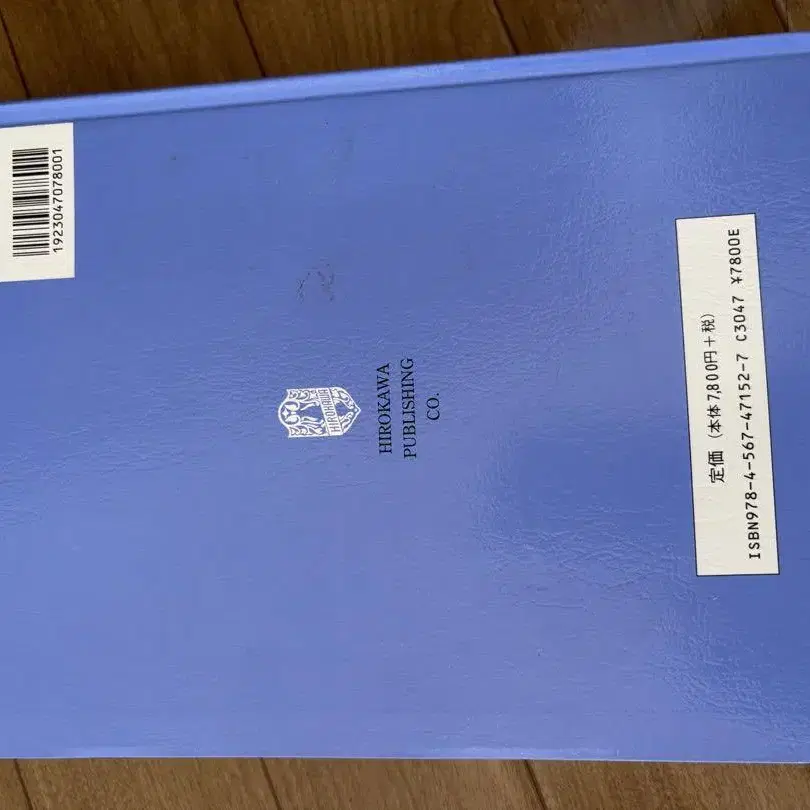 1923047078001
HIROKAWA
HIROKAWA
PUBLISHING
CO.
定価（本体7,800円＋税）
ISBN978-4-567-47152-7 C3047 ¥7800E